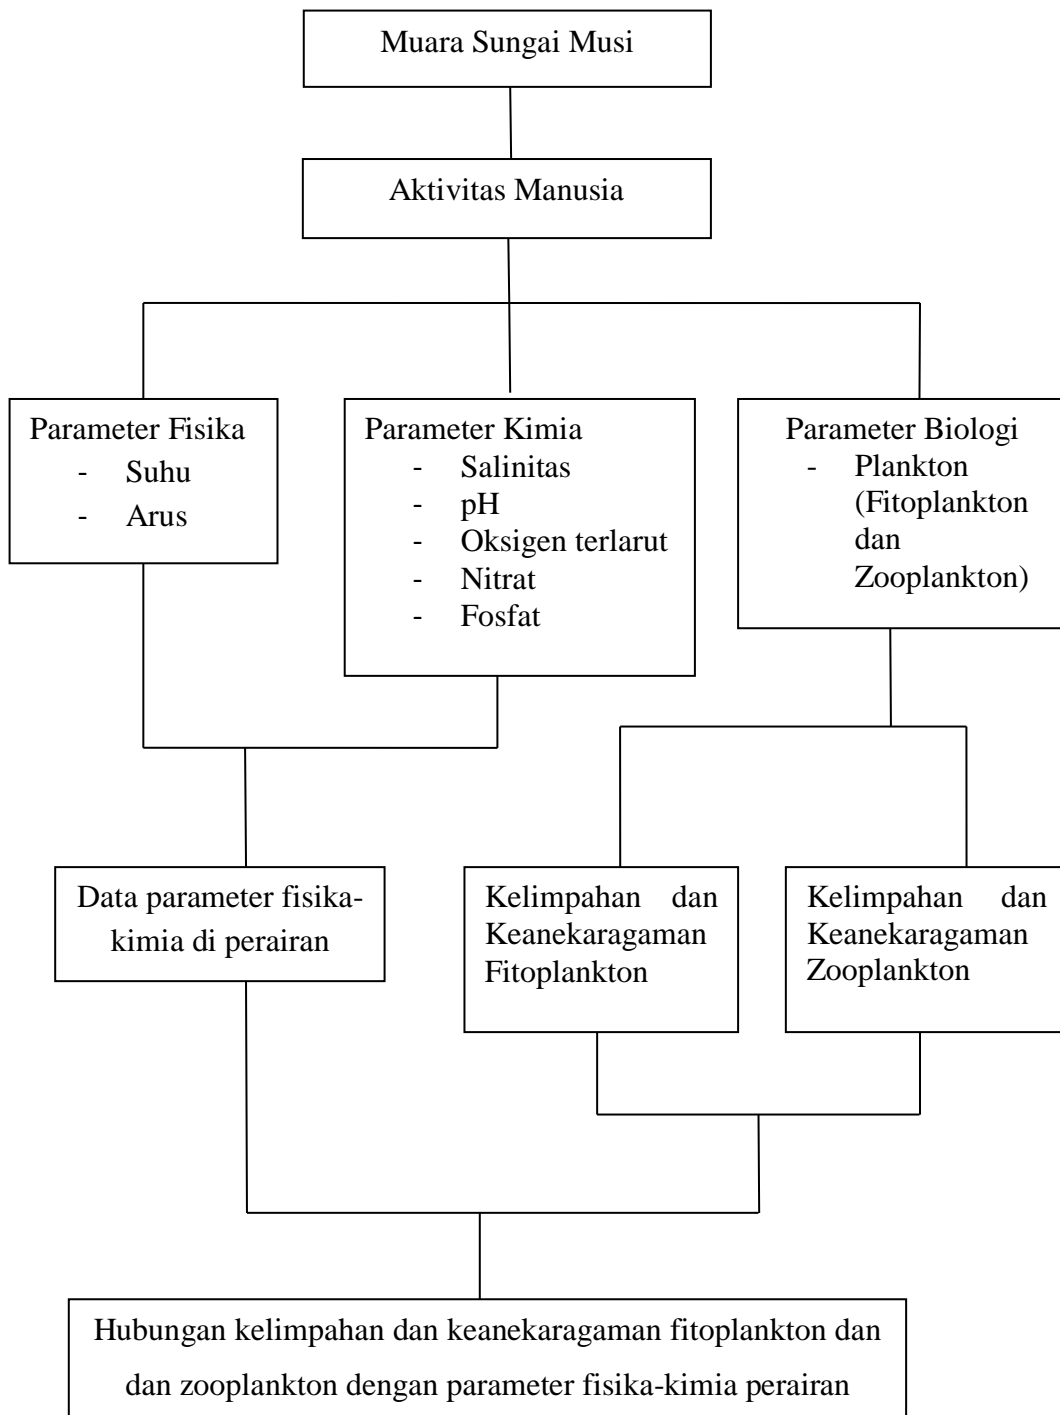 Muara Sungai Musi
Aktivitas Manusia
Parameter Fisika
- Suhu
- Arus
Parameter Kimia
- Salinitas
- pH
- Oksigen terlarut
- Nitrat
- Fosfat
Parameter Biologi
- Plankton
(Fitoplankton
dan
Zooplankton)
Data parameter fisika-
kimia di perairan
Kelimpahan dan
Keanekaragaman
Fitoplankton
Kelimpahan dan
Keanekaragaman
Zooplankton
Hubungan kelimpahan dan keanekaragaman fitoplankton dan
dan zooplankton dengan parameter fisika-kimia perairan